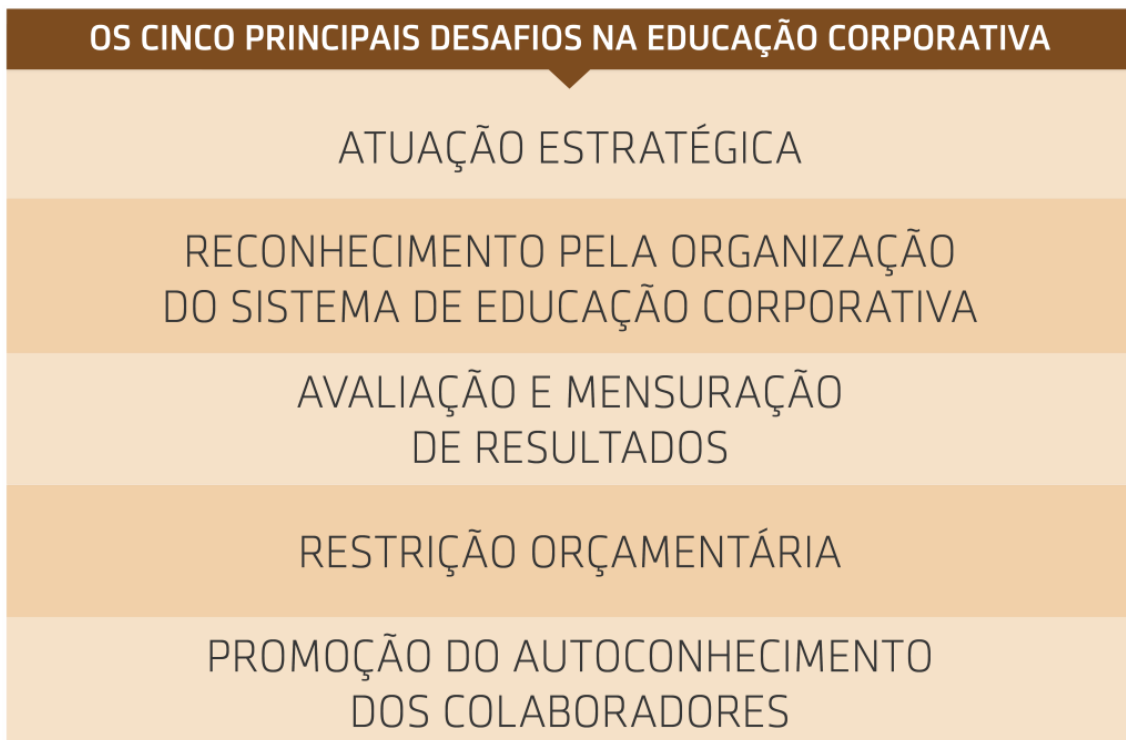 OS CINCO PRINCIPAIS DESAFIOS NA EDUCAÇÃO CORPORATIVA
ATUAÇÃO ESTRATÉGICA
RECONHECIMENTO PELA ORGANIZAÇÃO
DO SISTEMA DE EDUCAÇÃO CORPORATIVA
AVALIAÇÃO E MENSURAÇÃO
DE RESULTADOS
RESTRIÇÃO ORÇAMENTÁRIA
PROMOÇÃO DO AUTOCONHECIMENTO
DOS COLABORADORES